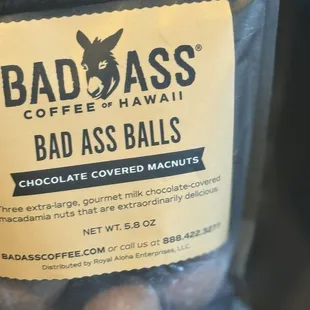 BAD ASS®
COFFEE OF HAWAII
BAD ASS BALLS
CHOCOLATE COVERED MACNUTS
Three extra-large, gourmet milk chocolate-covered
macadamia nuts that are extraordinarily delicious.
NET WT. 5.8 OZ
BADASSCOFFEE.COM or call us at 888.422.
Distributed by Royal Aloha Enterprises, LLC.